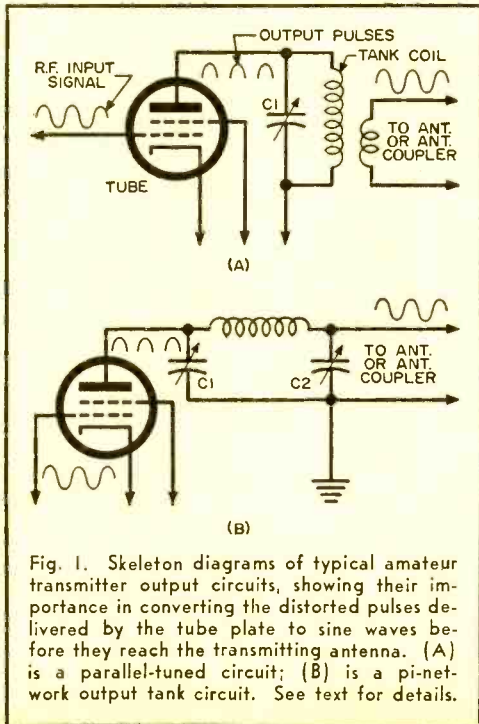 OUTPUT PULSES
TANK COIL
R.F. INPUT
SIGNAL
C1
TO ANT.
OR ANT.
COUPLER
TUBE
(A)
TO ANT.
OR ANT.
COUPLER
C1
C2
(B)
Fig. 1. Skeleton diagrams of typical amateur
transmitter output circuits, showing their im-
portance in converting the distorted pulses de-
livered by the tube plate to sine waves be-
fore they reach the transmitting antenna. (A)
is a parallel-tuned circuit; (B) is a pi-net-
work output tank circuit. See text for details.